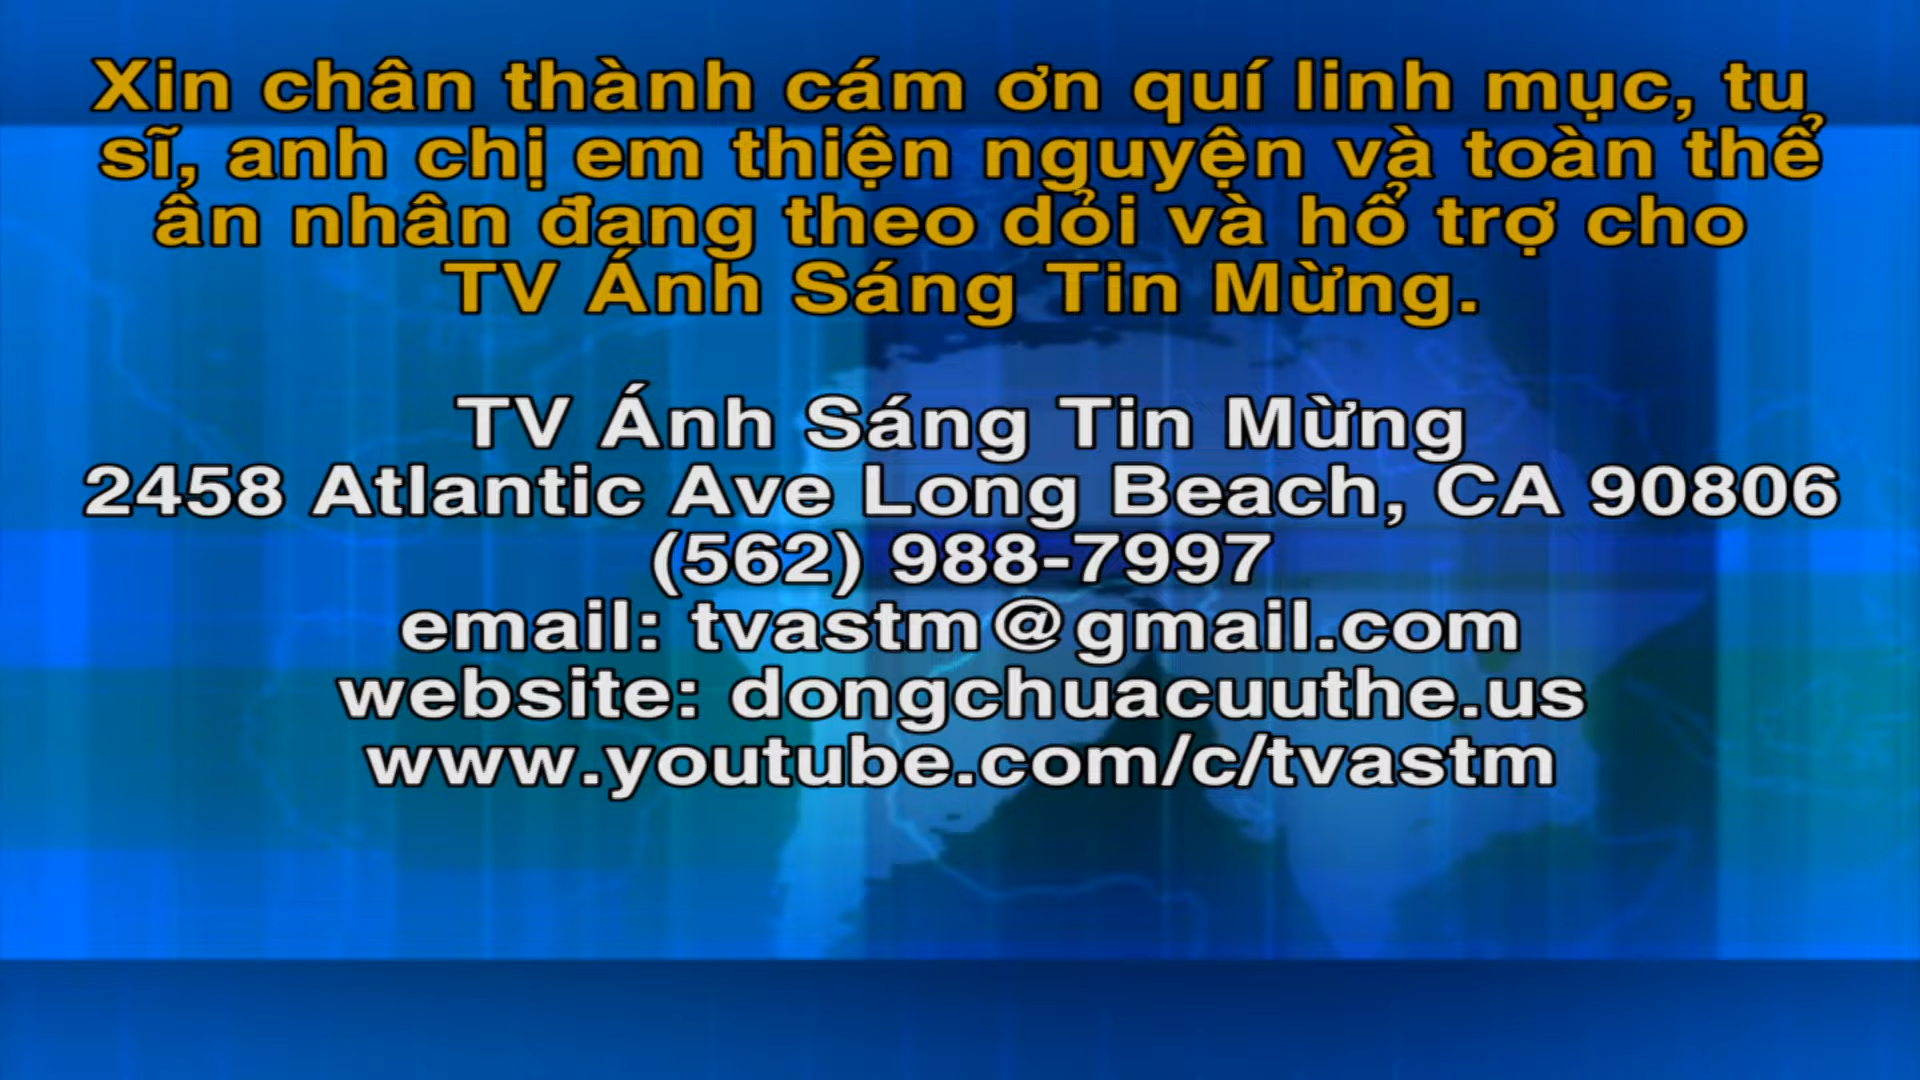 Xin chân thành cám ơn quí linh mục, tu
sĩ, anh chị em thiện nguyện và toàn thể
ân nhân đang theo dỏi và hổ trợ cho
TV Ánh Sáng Tin Mừng.
TV Ánh Sáng Tin Mừng
2458 Atlantic Ave Long Beach, CA 90806
(562) 988-7997
email: tvastm@gmail.com
website: dongchuacuuthe.us
www.youtube.com/c/tvastm